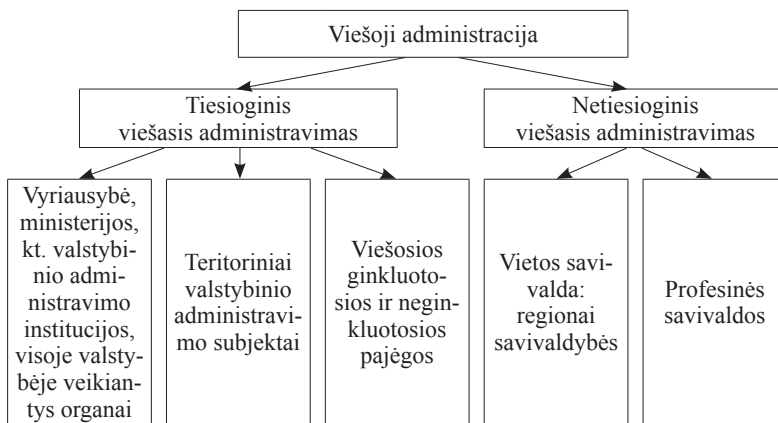 Viešoji administracija
Tiesioginis
viešasis administravimas
Netiesioginis
viešasis administravimas
Vyriausybė,
ministerijos,
kt. valstybi-
nio admi-
nistravimo
institucijos,
visoje valsty-
bėje veikian-
tys organai
Teritoriniai
valstybinio
administravi-
mo subjektai
Viešosios
ginkluoto-
sios ir negin-
kluotosios
pajėgos
Vietos savi-
valda:
regionai
savivaldybės
Profesinės
savivaldos